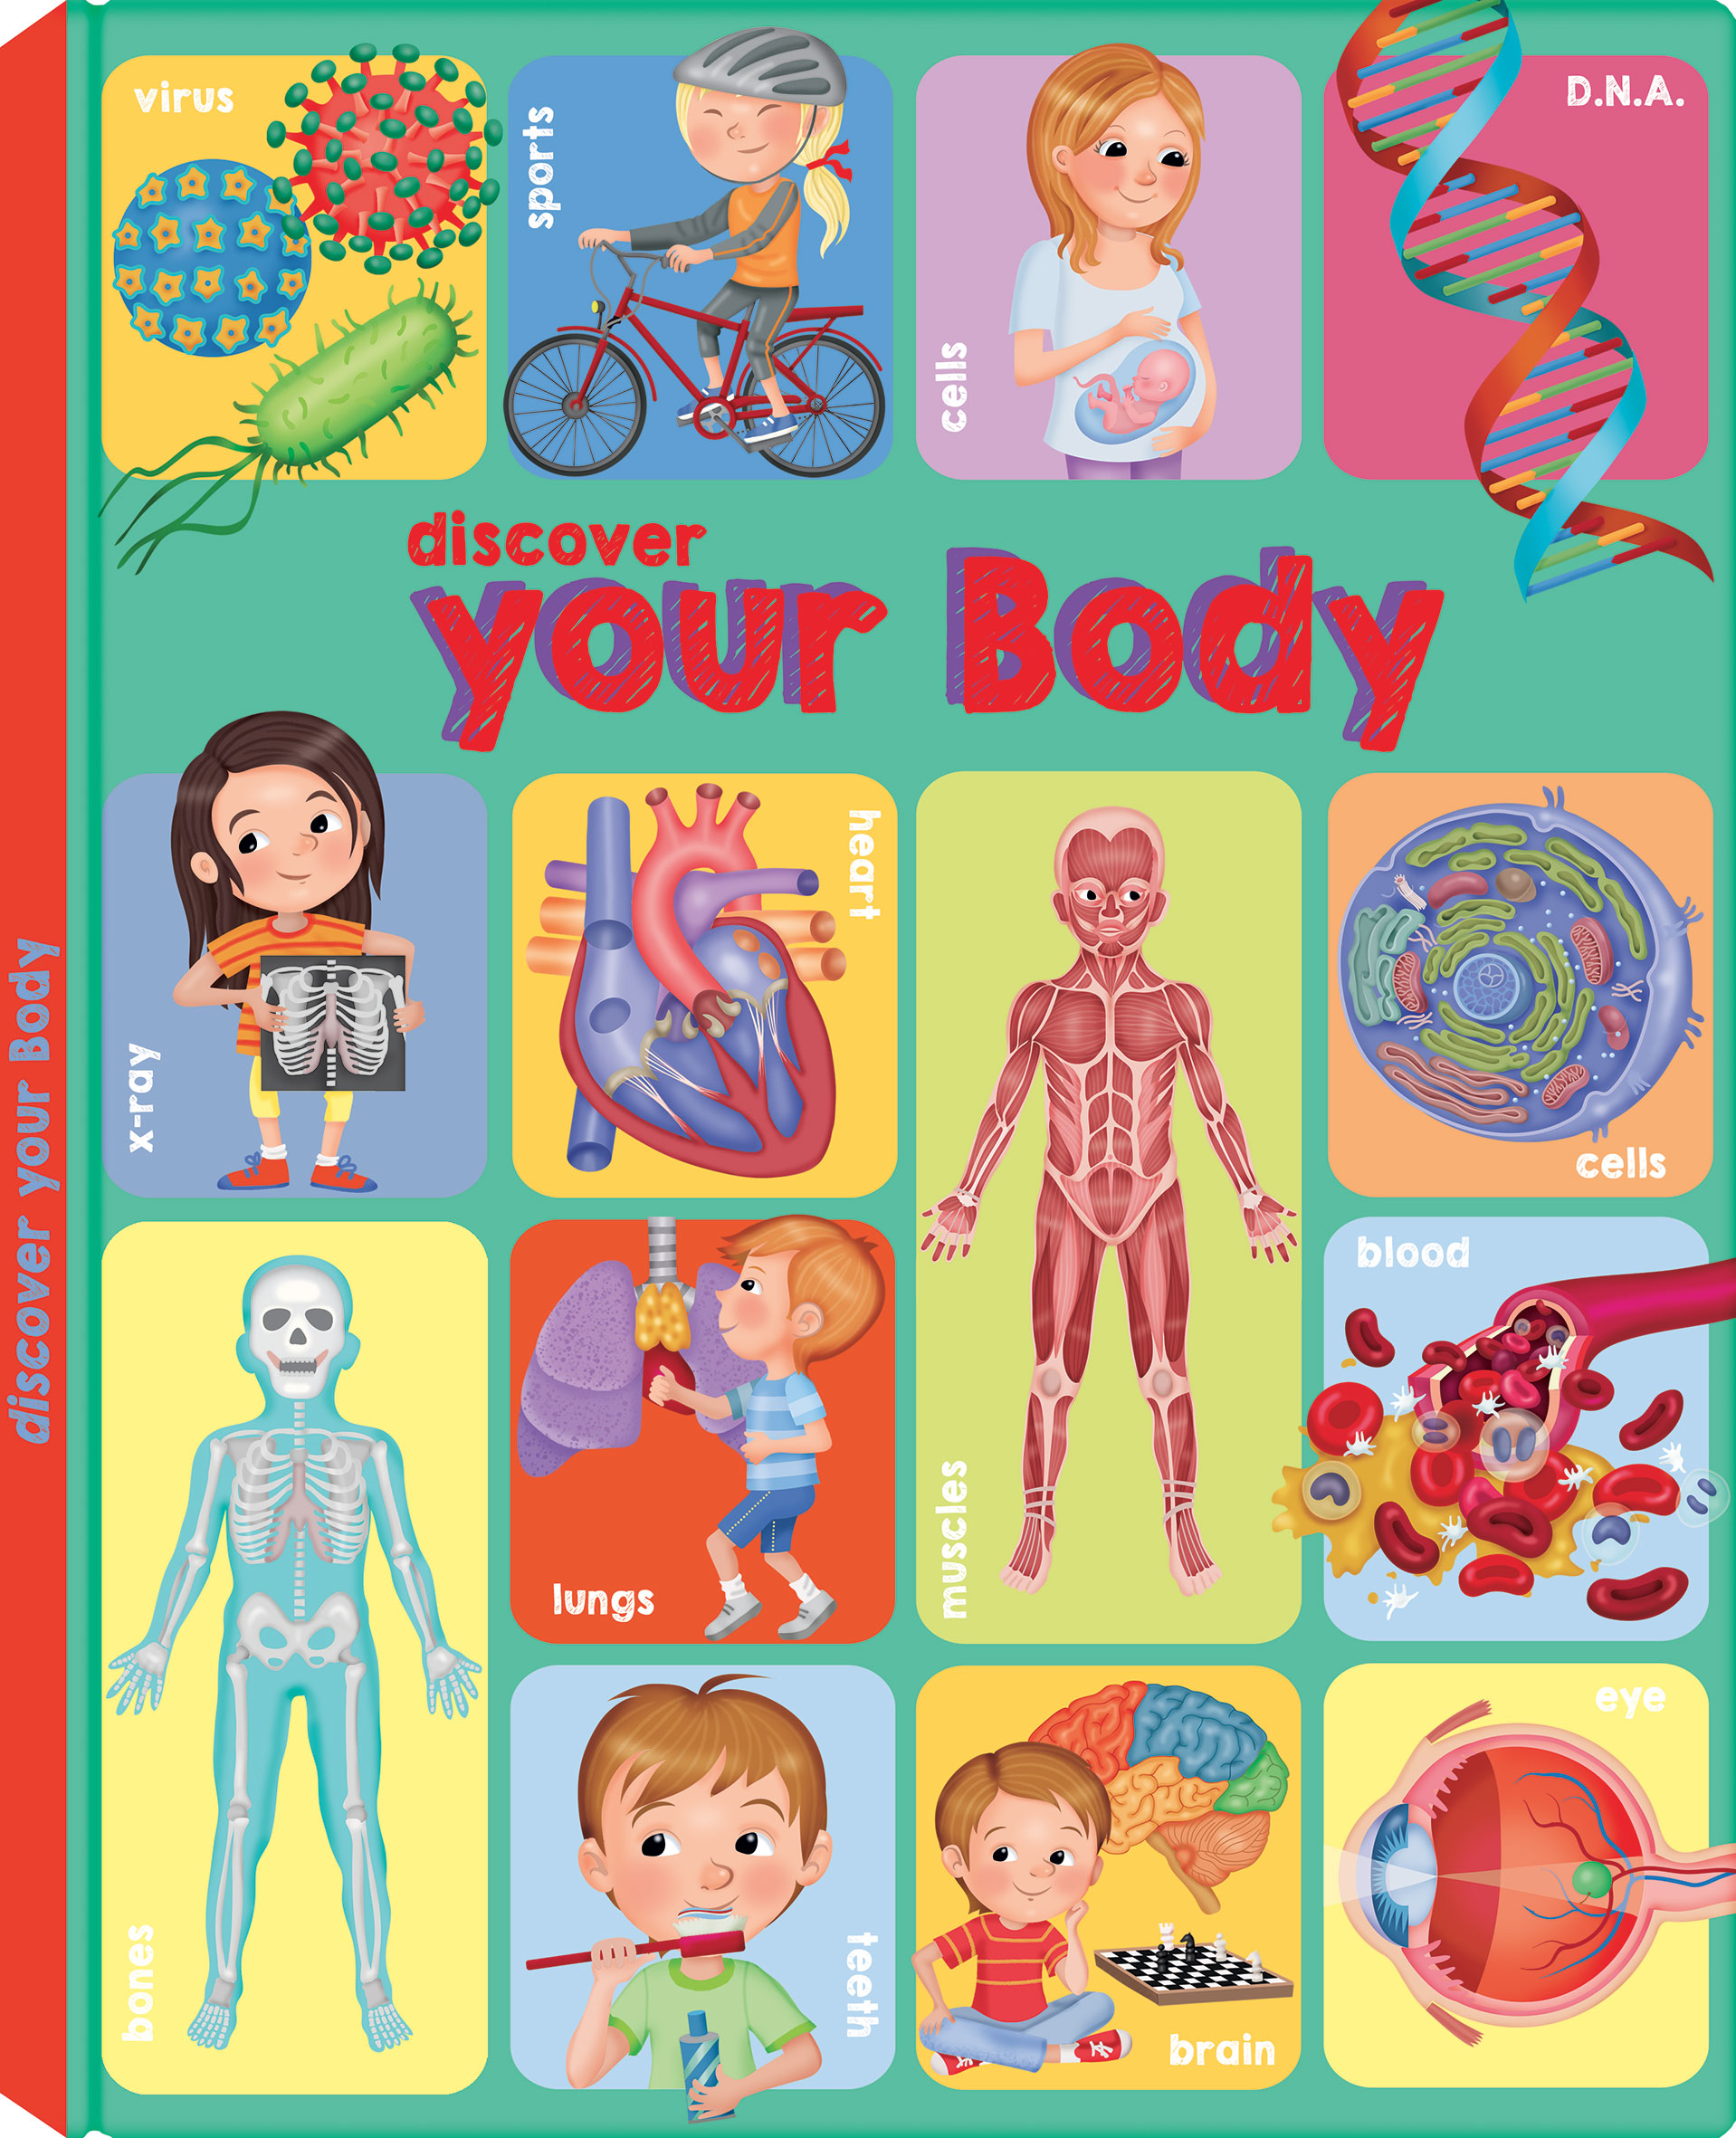 virus
sports
cells
D.N.A.
discover
your Body
discover your Body
x-ray
heart
muscles
cells
bones
lungs
blood
teeth
brain
eye